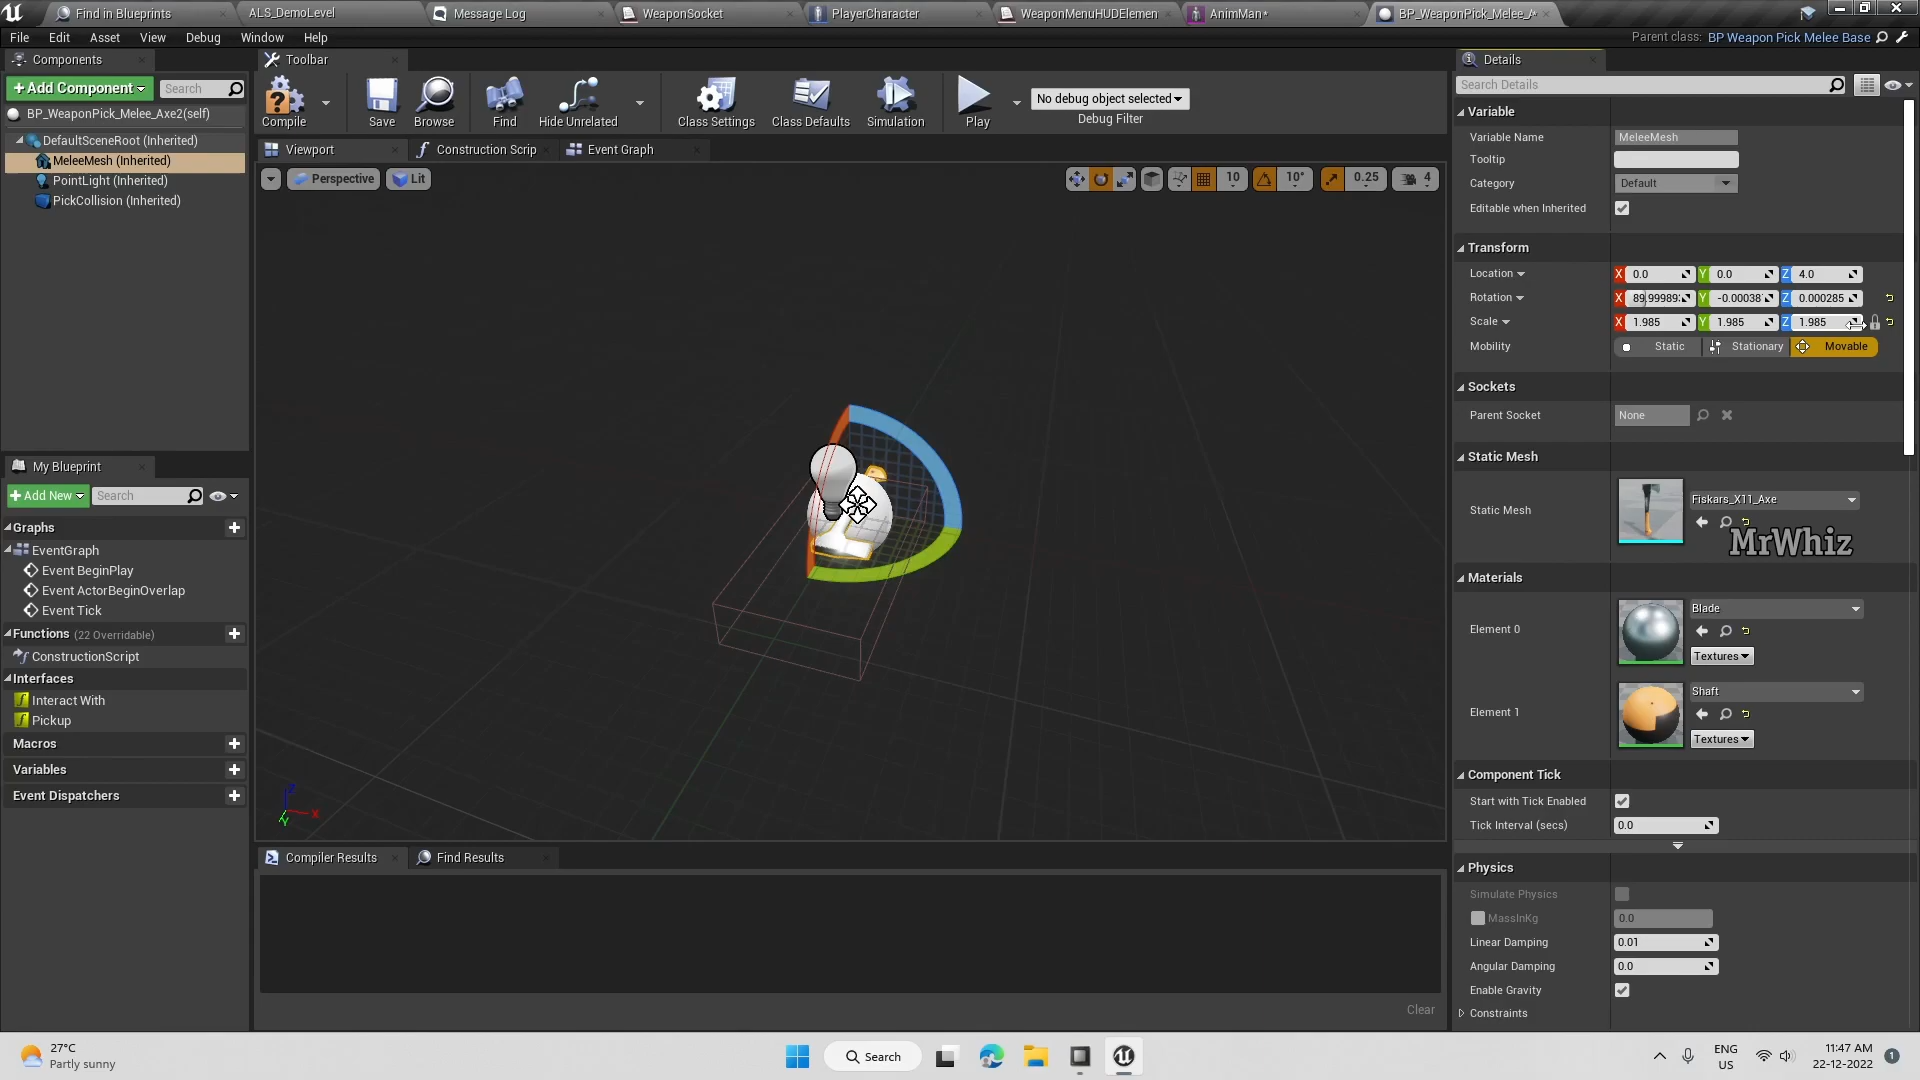 Find in Blueprints
ALS_DemoLevel
Message Log
WeaponSocket
PlayerCharacter
WeaponMenuHUDElemen
AnimMan*
BP_WeaponPick_Melee_A
File Edit Asset View Debug Window Help
Parent class: BP Weapon Pick Melee Base
Components
+Add Component
Search
BP_WeaponPick_Melee_Axe2(self)
DefaultSceneRoot (Inherited)
MeleeMesh (Inherited)
PointLight (Inherited)
PickCollision (Inherited)
Toolbar
Compile
Save
Browse
Find
Hide Unrelated
Class Settings
Class Defaults
Simulation
Play
No debug object selected
Debug Filter
Viewport
Construction Scrip
Event Graph
Perspective
Lit
10
10°
0.25
4
My Blueprint
+Add New
Search
Graphs
EventGraph
Event BeginPlay
Event ActorBeginOverlap
Event Tick
Functions (22 Overridable)
ConstructionScript
Interfaces
Interact With
Pickup
Macros
Variables
Event Dispatchers
Z
X
Y
Compiler Results
Find Results
Clear
Details
Search Details
Variable
Variable Name MeleeMesh
Tooltip
Category Default
Editable when Inherited
Transform
Location X 0.0 Y 0.0 Z 4.0
Rotation X 89.99989 Y -0.00038 Z 0.000285
Scale X 1.985 Y 1.985 Z 1.985
Mobility Static Stationary Movable
Sockets
Parent Socket None
Static Mesh
Static Mesh Fiskars_X11_Axe
MrWhiz
Materials
Element 0 Blade
Textures
Element 1 Shaft
Textures
Component Tick
Start with Tick Enabled
Tick Interval (secs) 0.0
Physics
Simulate Physics
MassInKg 0.0
Linear Damping 0.01
Angular Damping 0.0
Enable Gravity
Constraints
27°C
Partly sunny
Search
ENG
US
11:47 AM
22-12-2022
1